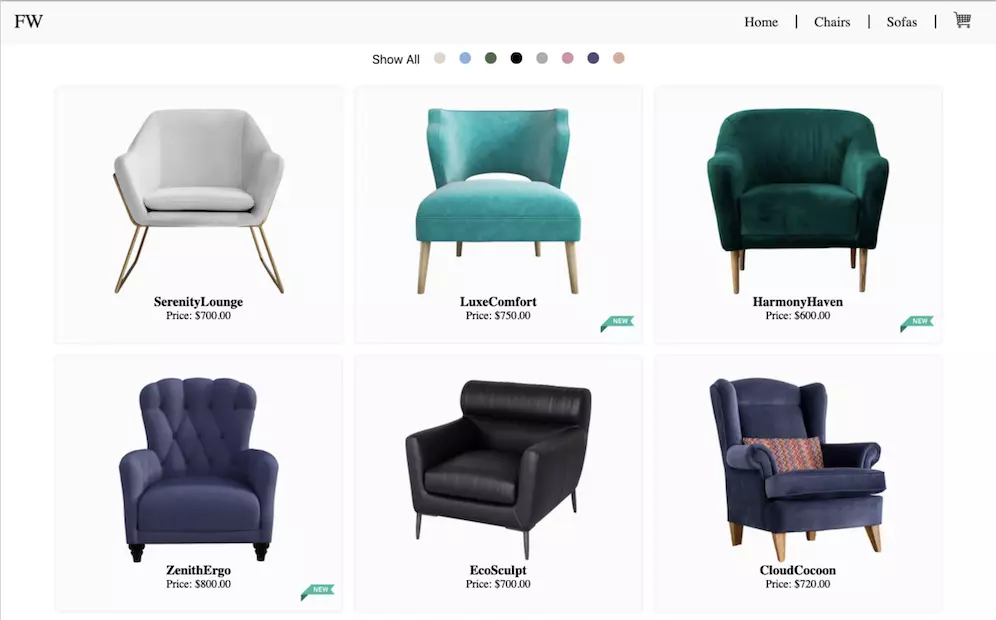 FW
Home | Chairs | Sofas |
Show All
SerenityLounge
Price: $700.00
LuxeComfort
Price: $750.00
NEW
HarmonyHaven
Price: $600.00
NEW
ZenithErgo
Price: $800.00
NEW
EcoSculpt
Price: $700.00
CloudCocoon
Price: $720.00